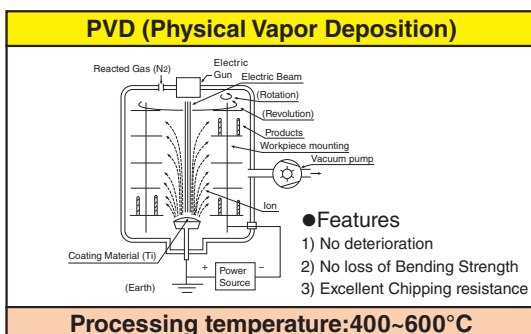 PVD (Physical Vapor Deposition)
Reacted Gas (N2)
Electric
Gun
Electric Beam
(Rotation)
(Revolution)
Products
Workpiece mounting
Vacuum pump
Ion
Coating Material (Ti)
+
−
Power
Source
(Earth)
●Features
1) No deterioration
2) No loss of Bending Strength
3) Excellent Chipping resistance
Processing temperature:400~600°C